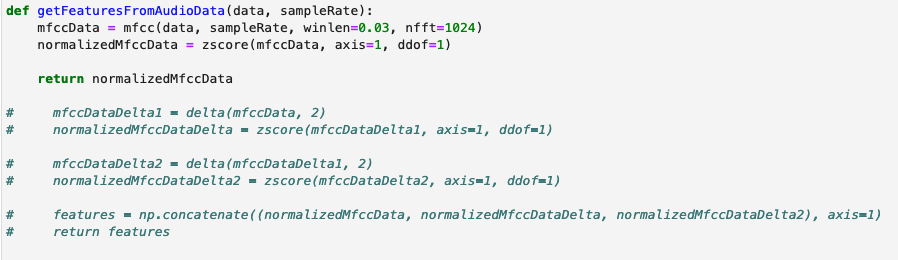 def getFeaturesFromAudioData(data, sampleRate):
    mfccData = mfcc(data, sampleRate, winlen=0.03, nfft=1024)
    normalizedMfccData = zscore(mfccData, axis=1, ddof=1)

    return normalizedMfccData

#     mfccDataDelta1 = delta(mfccData, 2)
#     normalizedMfccDataDelta = zscore(mfccDataDelta1, axis=1, ddof=1)

#     mfccDataDelta2 = delta(mfccDataDelta1, 2)
#     normalizedMfccDataDelta2 = zscore(mfccDataDelta2, axis=1, ddof=1)

#     features = np.concatenate((normalizedMfccData, normalizedMfccDataDelta, normalizedMfccDataDelta2), axis=1)
#     return features